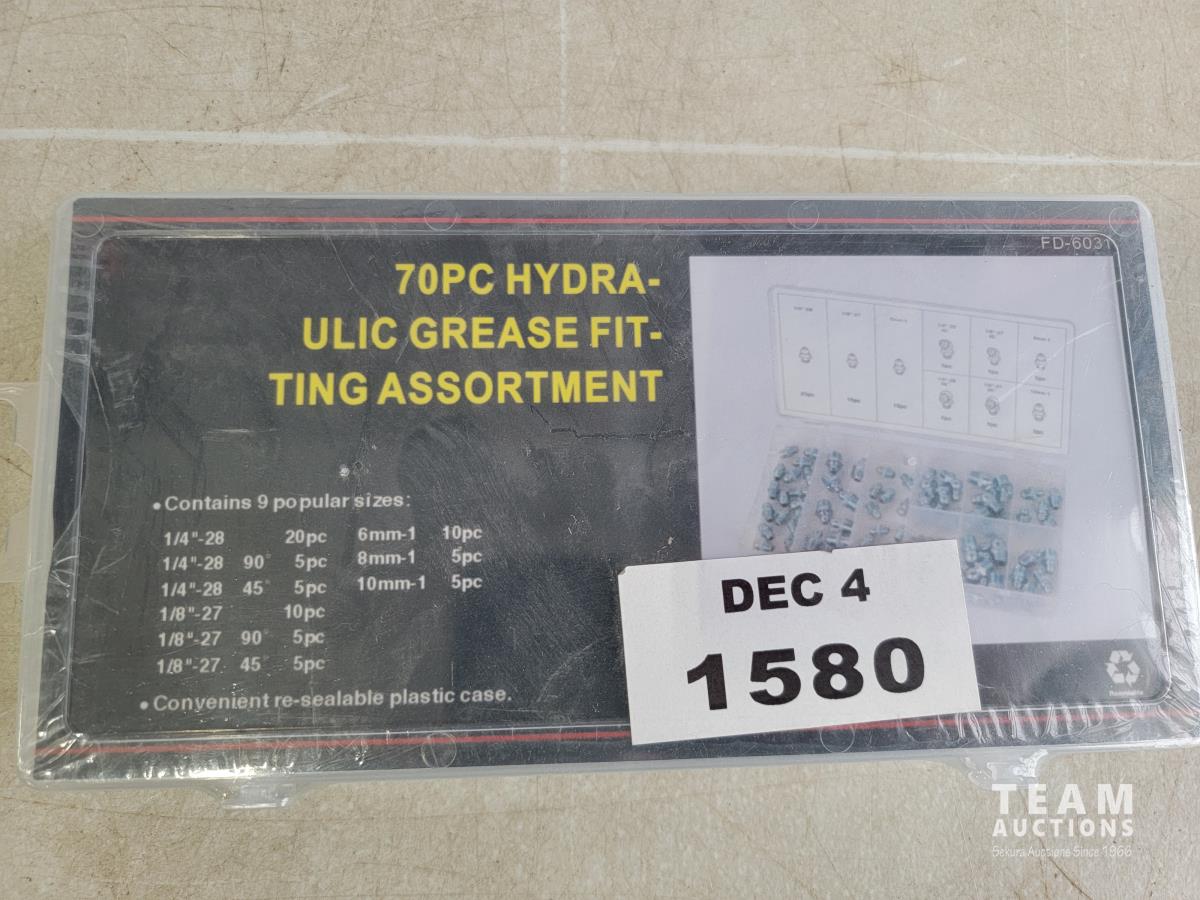 FD-6031
70PC HYDRA-
ULIC GREASE FIT-
TING ASSORTMENT
• Contains 9 popular sizes:
1/4"-28 20pc 6mm-1 10pc
1/4"-28 90° 5pc 8mm-1 5pc
1/4"-28 45° 5pc 10mm-1 5pc
1/8"-27 10pc
1/8"-27 90° 5pc
1/8"-27 45° 5pc
• Convenient re-sealable plastic case.
DEC 4
1580
TEAM
AUCTIONS
Sekura Auctions Since 1966